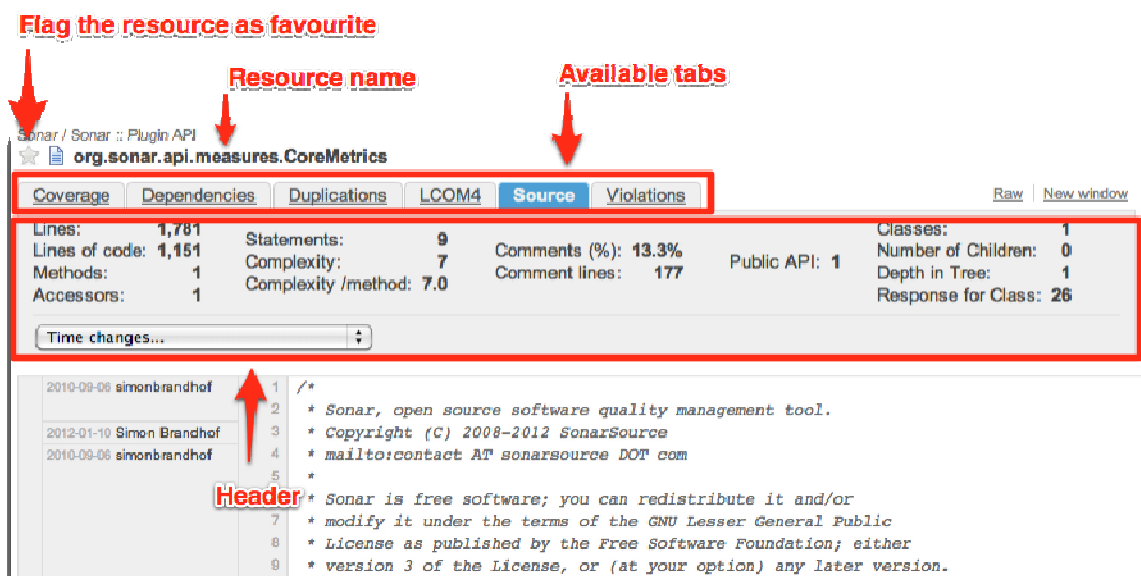 Flag the resource as favourite
Resource name
Available tabs
Sonar / Sonar :: Plugin API
org.sonar.api.measures.CoreMetrics
Coverage Dependencies Duplications LCOM4 Source Violations Raw New window
Lines: 1,781
Lines of code: 1,151
Methods: 1
Accessors: 1
Statements: 9
Complexity: 7
Complexity /method: 7.0
Comments (%): 13.3%
Comment lines: 177
Public API: 1
Classes: 1
Number of Children: 0
Depth in Tree: 1
Response for Class: 26
Time changes...
2010-09-06 simonbrandhof 1 /*
2 * Sonar, open source software quality management tool.
2012-01-10 Simon Brandhof 3 * Copyright (C) 2008-2012 SonarSource
2010-09-06 simonbrandhof 4 * mailto:contact AT sonarsource DOT com
5 *
Header * Sonar is free software; you can redistribute it and/or
7 * modify it under the terms of the GNU Lesser General Public
8 * License as published by the Free Software Foundation; either
9 * version 3 of the License, or (at your option) any later version.